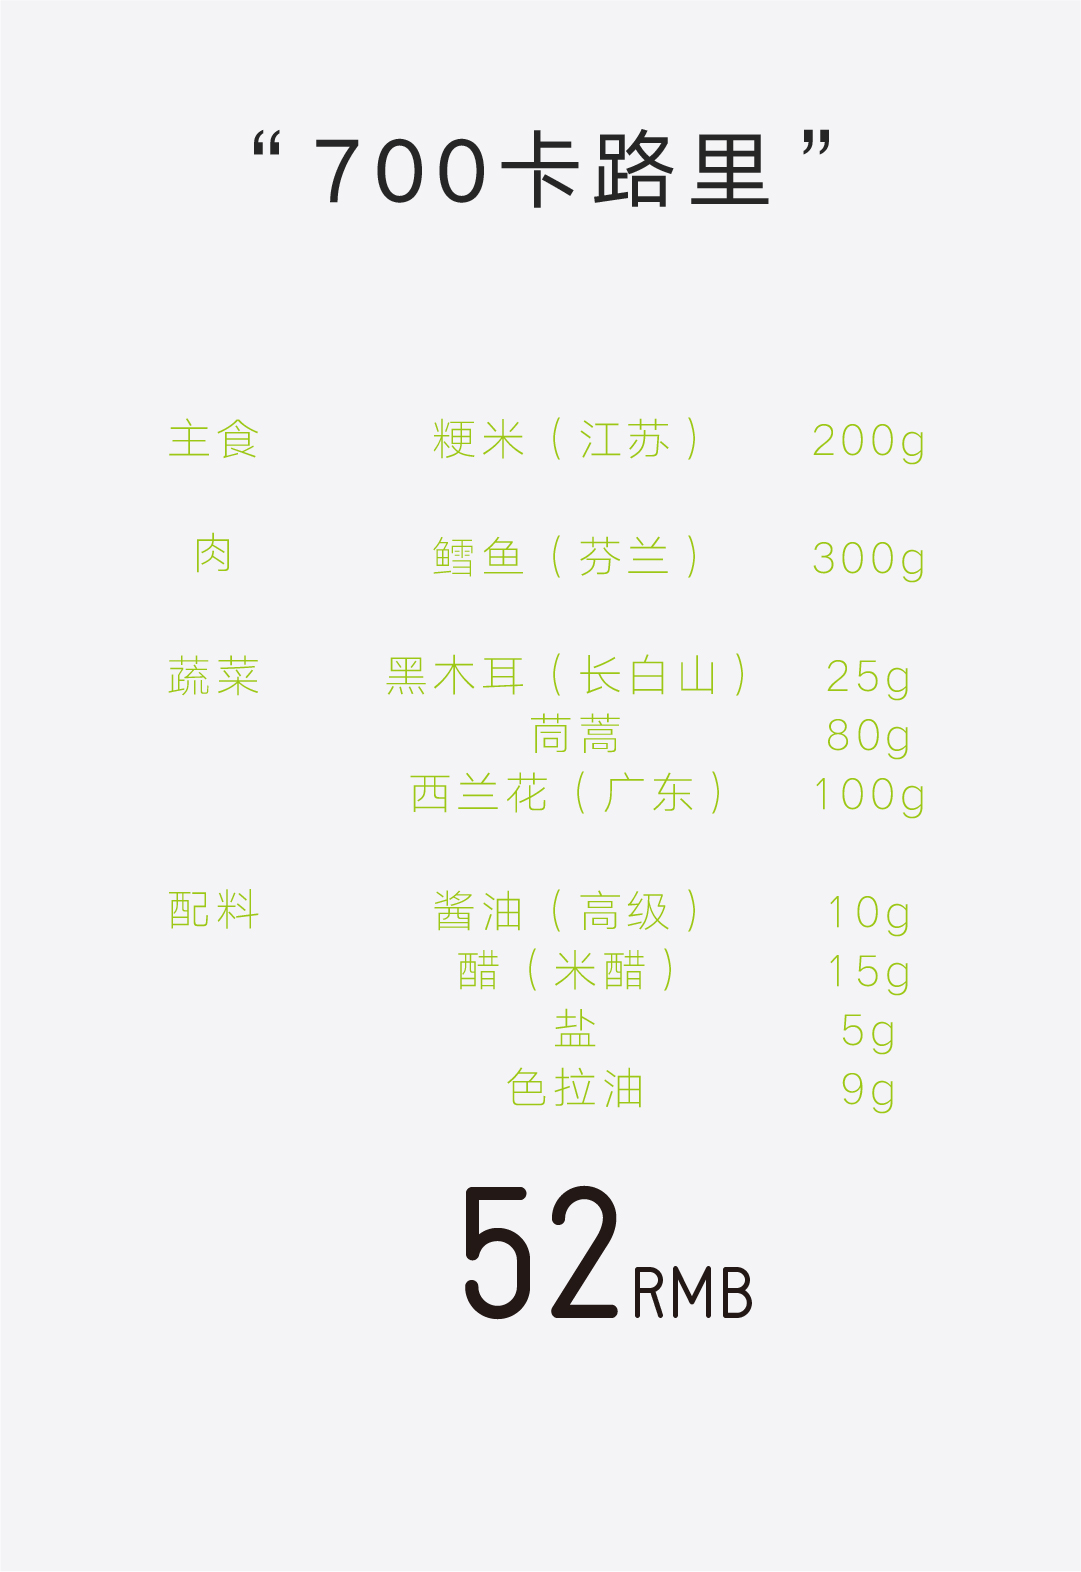 “700卡路里”
主食 粳米（江苏） 200g
肉 鳕鱼（芬兰） 300g
蔬菜 黑木耳（长白山） 25g
茼蒿 80g
西兰花（广东） 100g
配料 酱油（高级） 10g
醋（米醋） 15g
盐 5g
色拉油 9g
52RMB